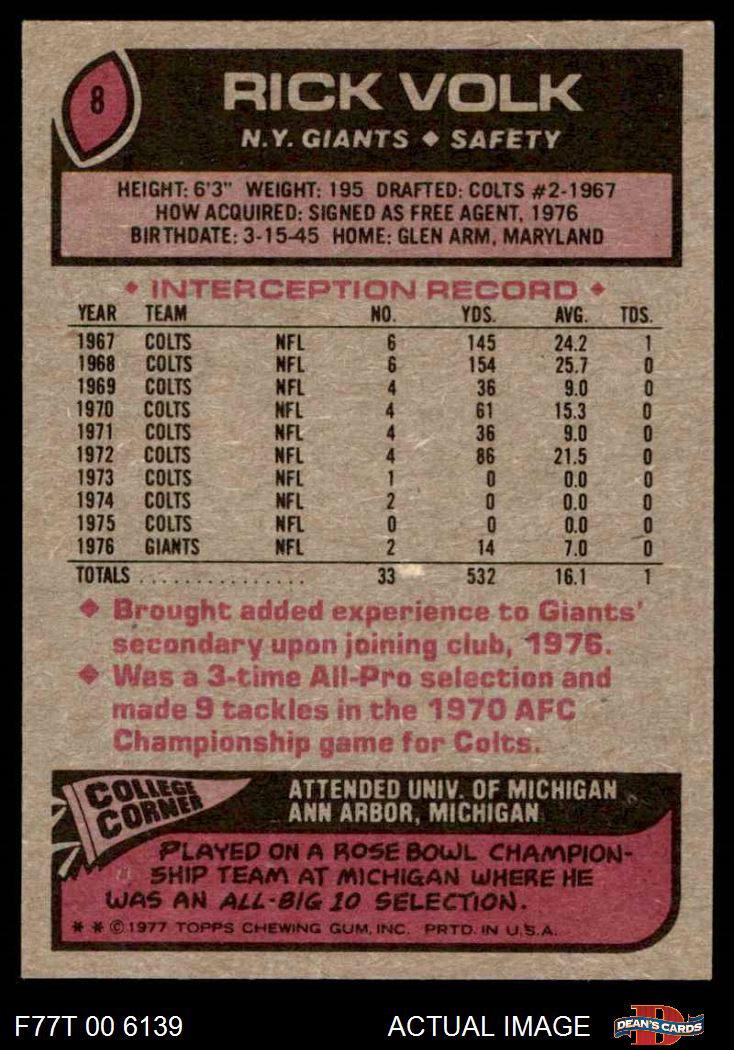 8
RICK VOLK
N.Y. GIANTS ◆ SAFETY
HEIGHT: 6'3" WEIGHT: 195 DRAFTED: COLTS #2-1967
HOW ACQUIRED: SIGNED AS FREE AGENT, 1976
BIRTHDATE: 3-15-45 HOME: GLEN ARM, MARYLAND
◆ INTERCEPTION RECORD ◆
YEAR TEAM NO. YDS. AVG. TDS.
1967 COLTS NFL 6 145 24.2 1
1968 COLTS NFL 6 154 25.7 0
1969 COLTS NFL 4 36 9.0 0
1970 COLTS NFL 4 61 15.3 0
1971 COLTS NFL 4 36 9.0 0
1972 COLTS NFL 4 86 21.5 0
1973 COLTS NFL 1 0 0.0 0
1974 COLTS NFL 2 0 0.0 0
1975 COLTS NFL 0 0 0.0 0
1976 GIANTS NFL 2 14 7.0 0
TOTALS . . . . . . . . . . . . . . . 33 532 16.1 1
◆ Brought added experience to Giants'
secondary upon joining club, 1976.
◆ Was a 3-time All-Pro selection and
made 9 tackles in the 1970 AFC
Championship game for Colts.
COLLEGE
CORNER
ATTENDED UNIV. OF MICHIGAN
ANN ARBOR, MICHIGAN
PLAYED ON A ROSE BOWL CHAMPION-
SHIP TEAM AT MICHIGAN WHERE HE
WAS AN ALL-BIG 10 SELECTION.
* * © 1977 TOPPS CHEWING GUM, INC. PRTD. IN U.S.A.
F77T 00 6139 ACTUAL IMAGE
D
DEAN'S CARDS